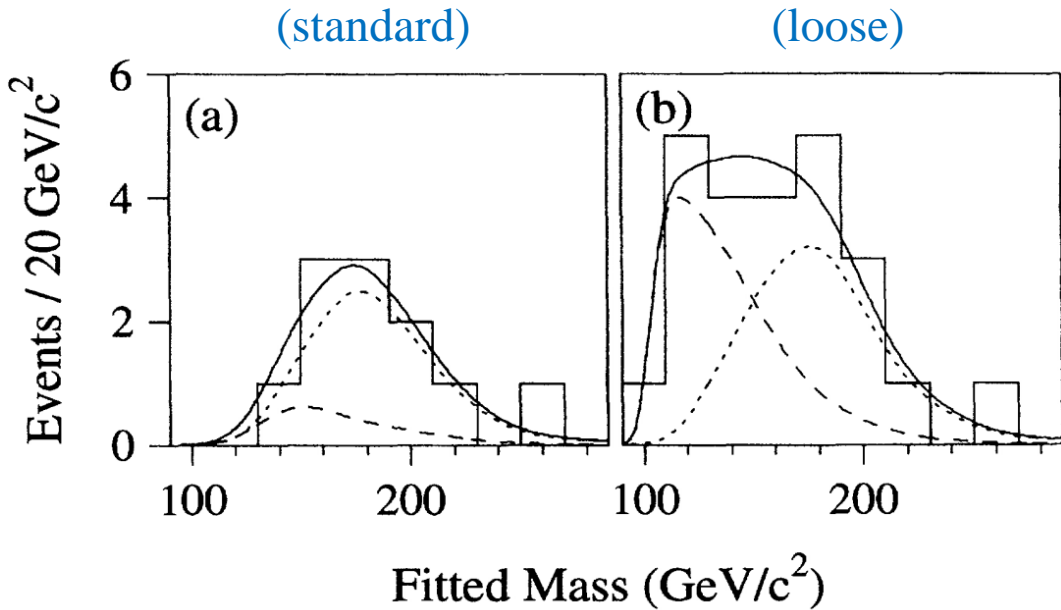 (standard) (loose)
6
(a) (b)
Events / 20 GeV/c²
4
2
0
100 200 100 200
Fitted Mass (GeV/c²)